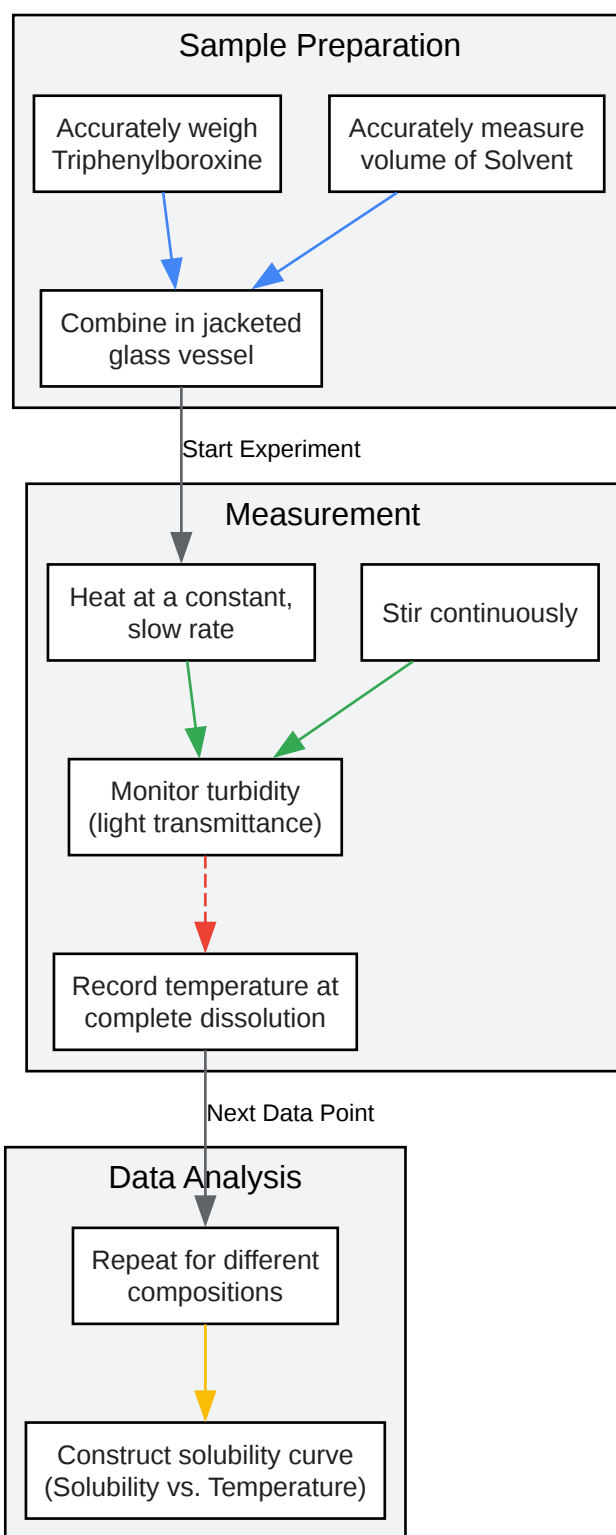 Sample Preparation
Accurately weigh
Triphenylboroxine
Accurately measure
volume of Solvent
Combine in jacketed
glass vessel
Start Experiment
Measurement
Heat at a constant,
slow rate
Stir continuously
Monitor turbidity
(light transmittance)
Record temperature at
complete dissolution
Next Data Point
Data Analysis
Repeat for different
compositions
Construct solubility curve
(Solubility vs. Temperature)